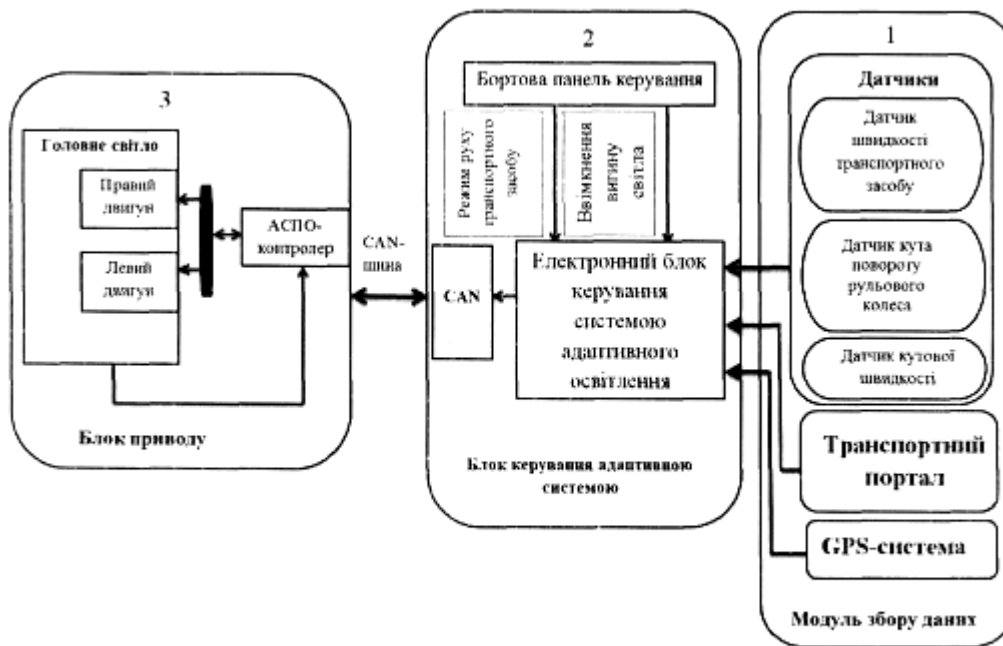 3
Головне світло
Правий
двигун
Левий
двигун
АСПО-
контролер
Блок приводу
CAN-
шина
2
Бортова панель керування
Режим руху
транспортного
засобу
Ввімкнення
вигину
світла
CAN
Електронний блок
керування
системою
адаптивного
освітлення
Блок керування адаптивною
системою
1
Датчики
Датчик
швидкості
транспортного
засобу
Датчик кута
повороту
рульового
колеса
Датчик кутової
швидкості
Транспортний
портал
GPS-система
Модуль збору даних